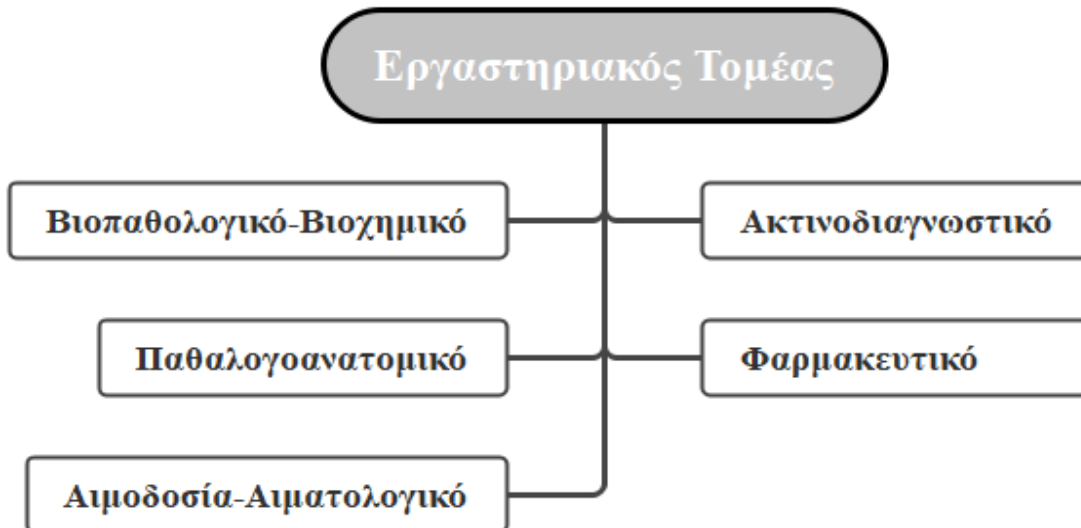 Εργαστηριακός Τομέας
Βιοπαθολογικό-Βιοχημικό
Ακτινοδιαγνωστικό
Παθαλογοανατομικό
Φαρμακευτικό
Αιμοδοσία-Αιματολογικό